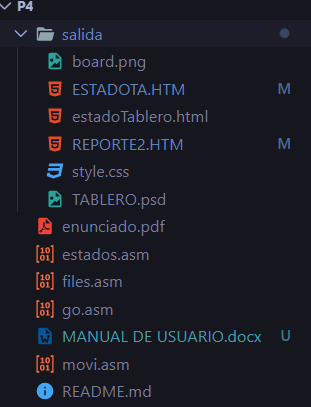 P4
salida
board.png
ESTADOTA.HTM M
estadoTablero.html
REPORTE2.HTM M
style.css
TABLERO.psd
enunciado.pdf
estados.asm
files.asm
go.asm
MANUAL DE USUARIO.docx U
movi.asm
README.md